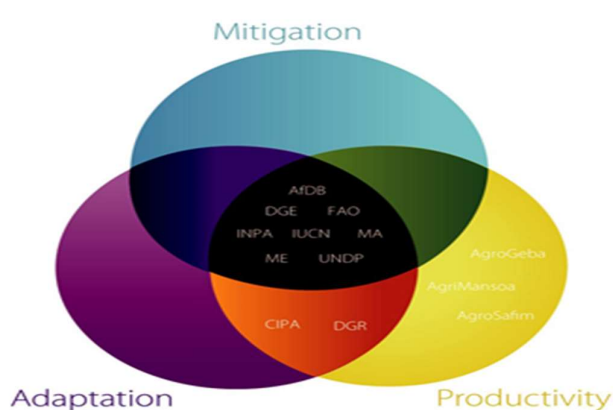 Mitigation
AfDB
DGE FAO
INPA IUCN MA
ME UNDP
AgroGeba
AgriMansoa
AgroSafim
CIPA DGR
Adaptation
Productivity